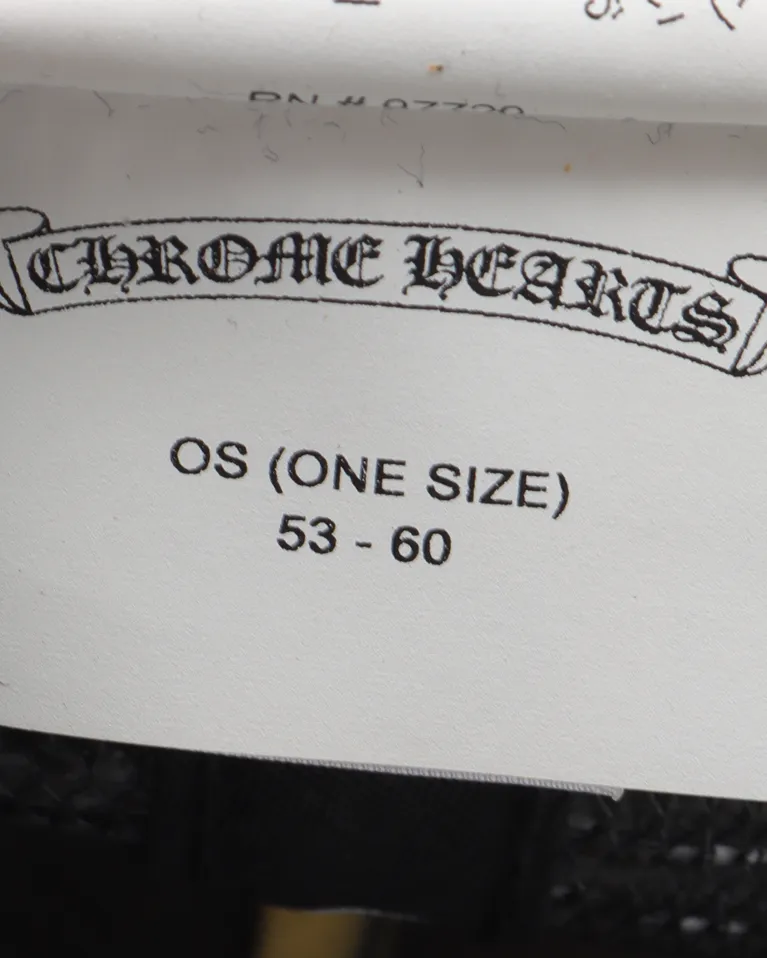 CHROME HEARTS
OS (ONE SIZE)
53 - 60